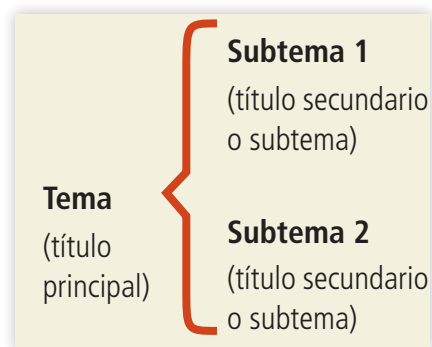 Subtema 1
(título secundario
o subtema)
Tema
(título
principal)
Subtema 2
(título secundario
o subtema)